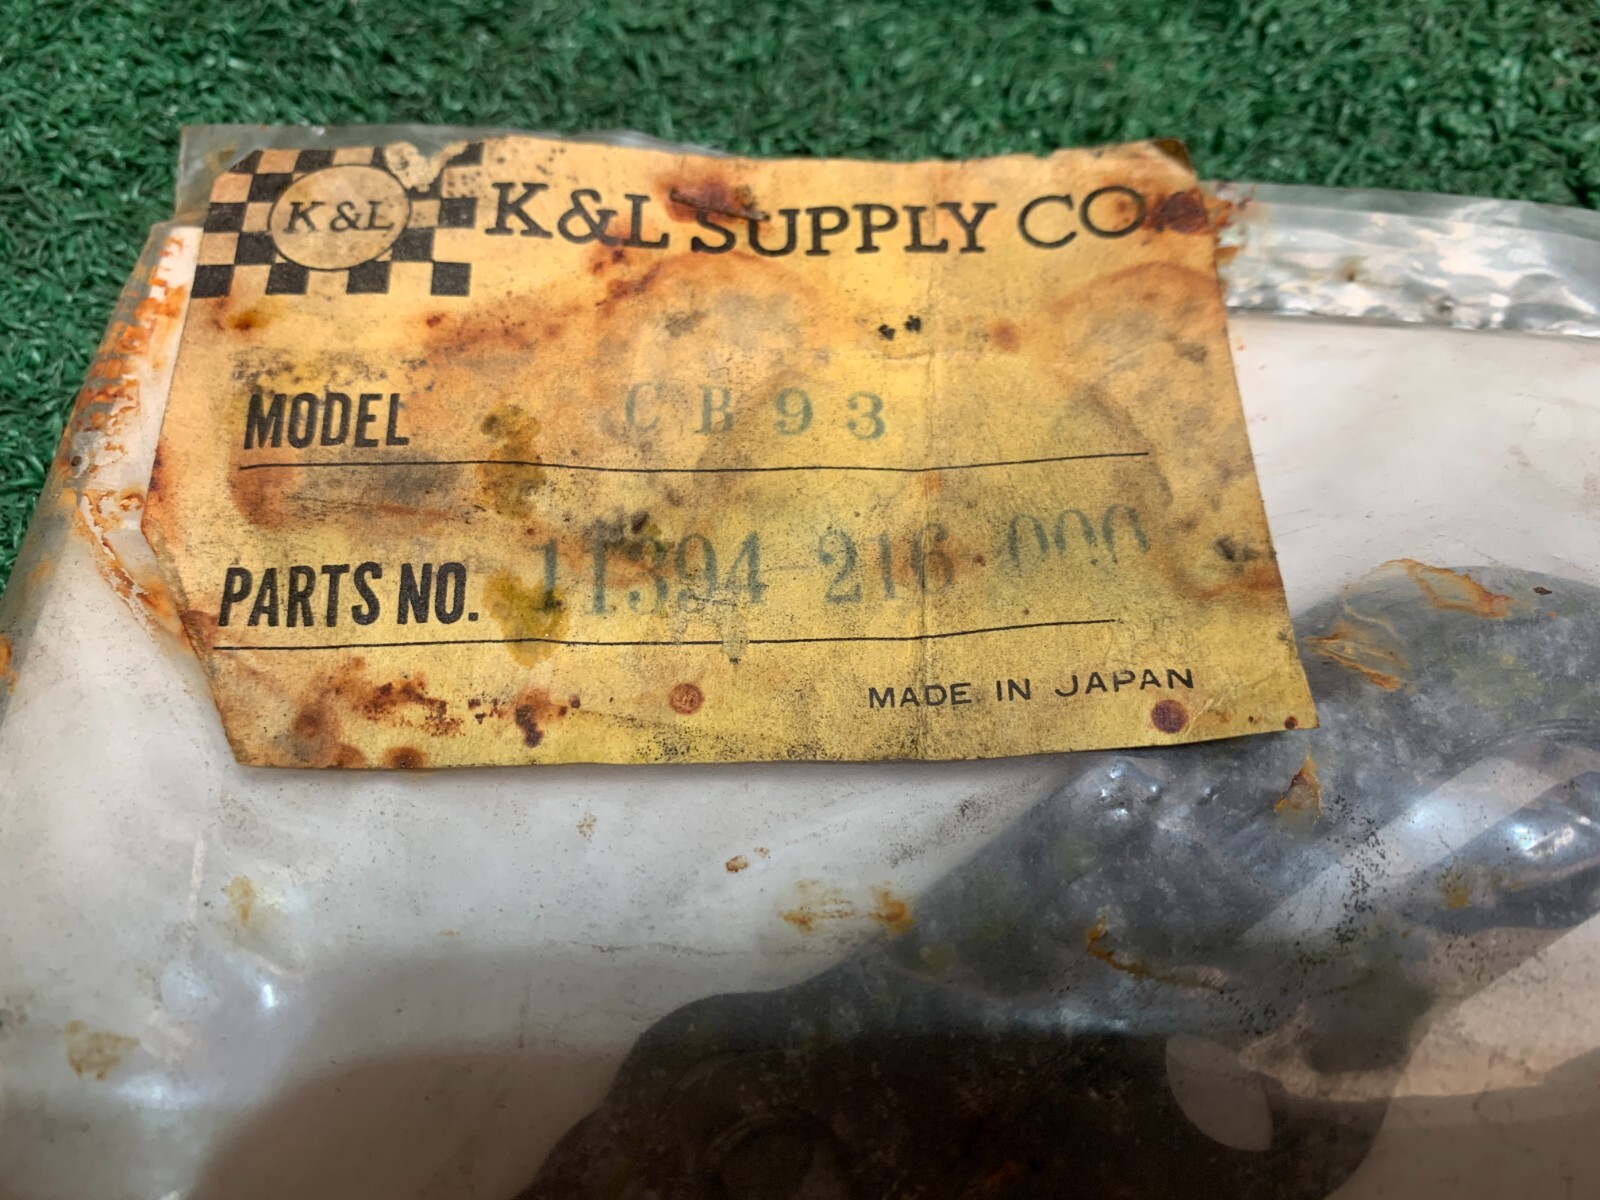 K&L
K&L SUPPLY CO.
MODEL CB93
PARTS NO. 11394-216-000
MADE IN JAPAN